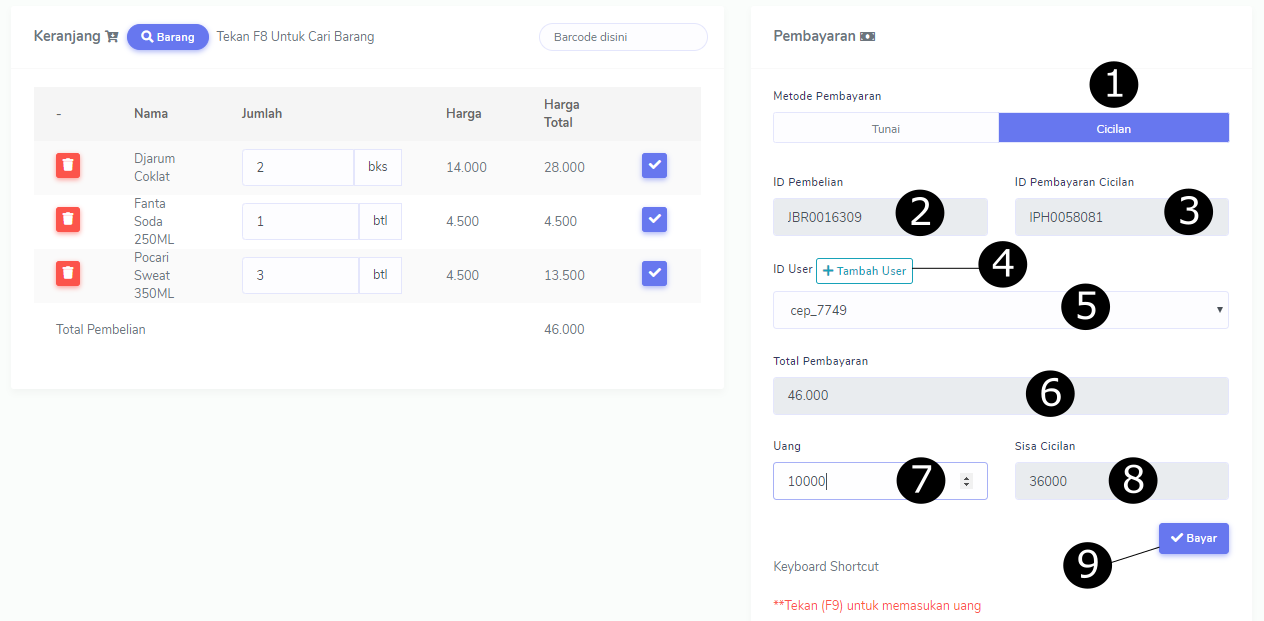 Keranjang Barang Tekan F8 Untuk Cari Barang Barcode disini
- Nama Jumlah Harga Harga Total
Djarum Coklat 2 bks 14.000 28.000
Fanta Soda 250ML 1 btl 4.500 4.500
Pocari Sweat 350ML 3 btl 4.500 13.500
Total Pembelian 46.000
Pembayaran
1
Metode Pembayaran
Tunai Cicilan
ID Pembelian ID Pembayaran Cicilan
JBR0016309 2 IPH0058081 3
ID User + Tambah User 4
cep_7749 5
Total Pembayaran
46.000 6
Uang Sisa Cicilan
10000 7 36000 8
Bayar
9
Keyboard Shortcut
**Tekan (F9) untuk memasukan uang